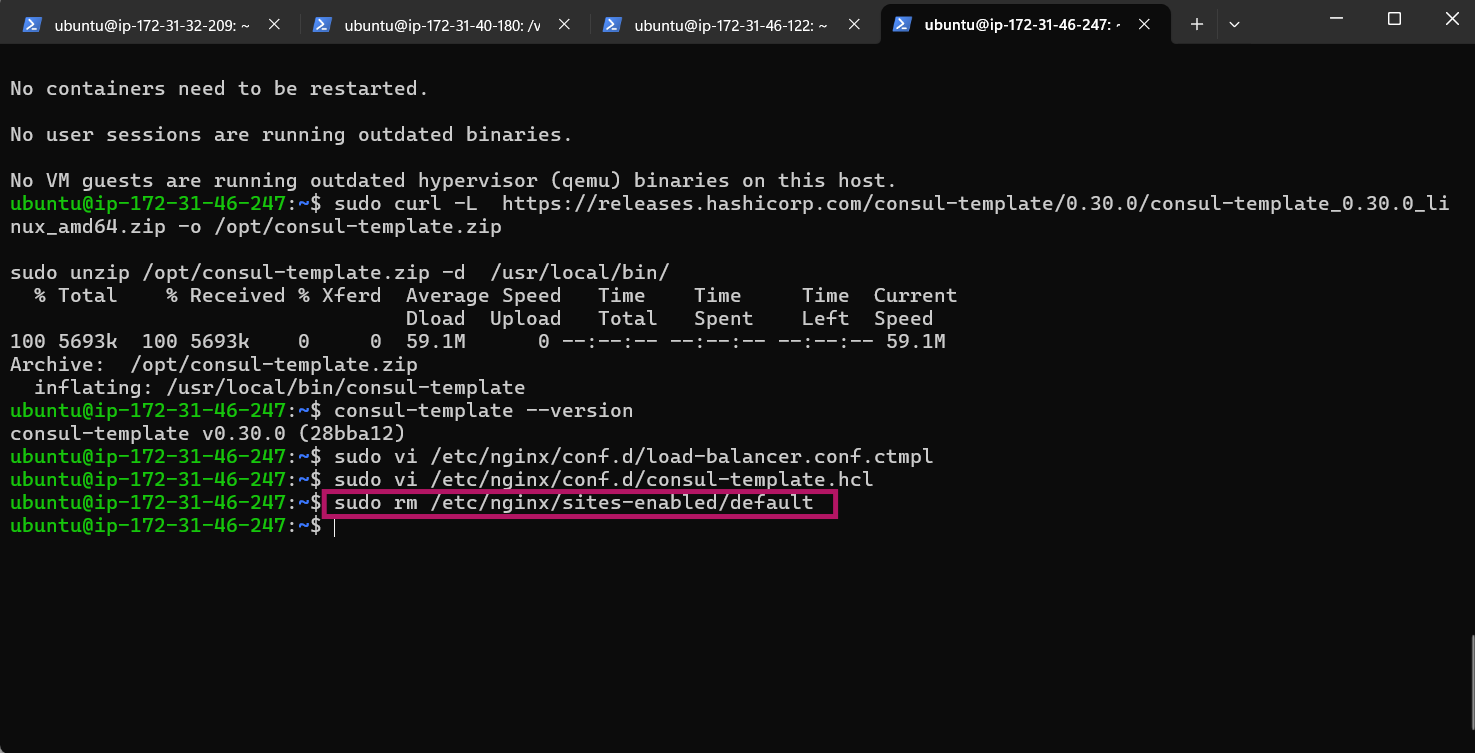 ubuntu@ip-172-31-32-209: ~
ubuntu@ip-172-31-40-180: /v
ubuntu@ip-172-31-46-122: ~
ubuntu@ip-172-31-46-247: ~
No containers need to be restarted.
No user sessions are running outdated binaries.
No VM guests are running outdated hypervisor (qemu) binaries on this host.
ubuntu@ip-172-31-46-247:~$ sudo curl -L  https://releases.hashicorp.com/consul-template/0.30.0/consul-template_0.30.0_li
nux_amd64.zip -o /opt/consul-template.zip
sudo unzip /opt/consul-template.zip -d  /usr/local/bin/
  % Total    % Received % Xferd  Average Speed   Time    Time     Time  Current
                                 Dload  Upload   Total   Spent    Left  Speed
100 5693k  100 5693k    0     0  59.1M      0 --:--:-- --:--:-- --:--:-- 59.1M
Archive:  /opt/consul-template.zip
  inflating: /usr/local/bin/consul-template
ubuntu@ip-172-31-46-247:~$ consul-template --version
consul-template v0.30.0 (28bba12)
ubuntu@ip-172-31-46-247:~$ sudo vi /etc/nginx/conf.d/load-balancer.conf.ctmpl
ubuntu@ip-172-31-46-247:~$ sudo vi /etc/nginx/conf.d/consul-template.hcl
ubuntu@ip-172-31-46-247:~$ sudo rm /etc/nginx/sites-enabled/default
ubuntu@ip-172-31-46-247:~$